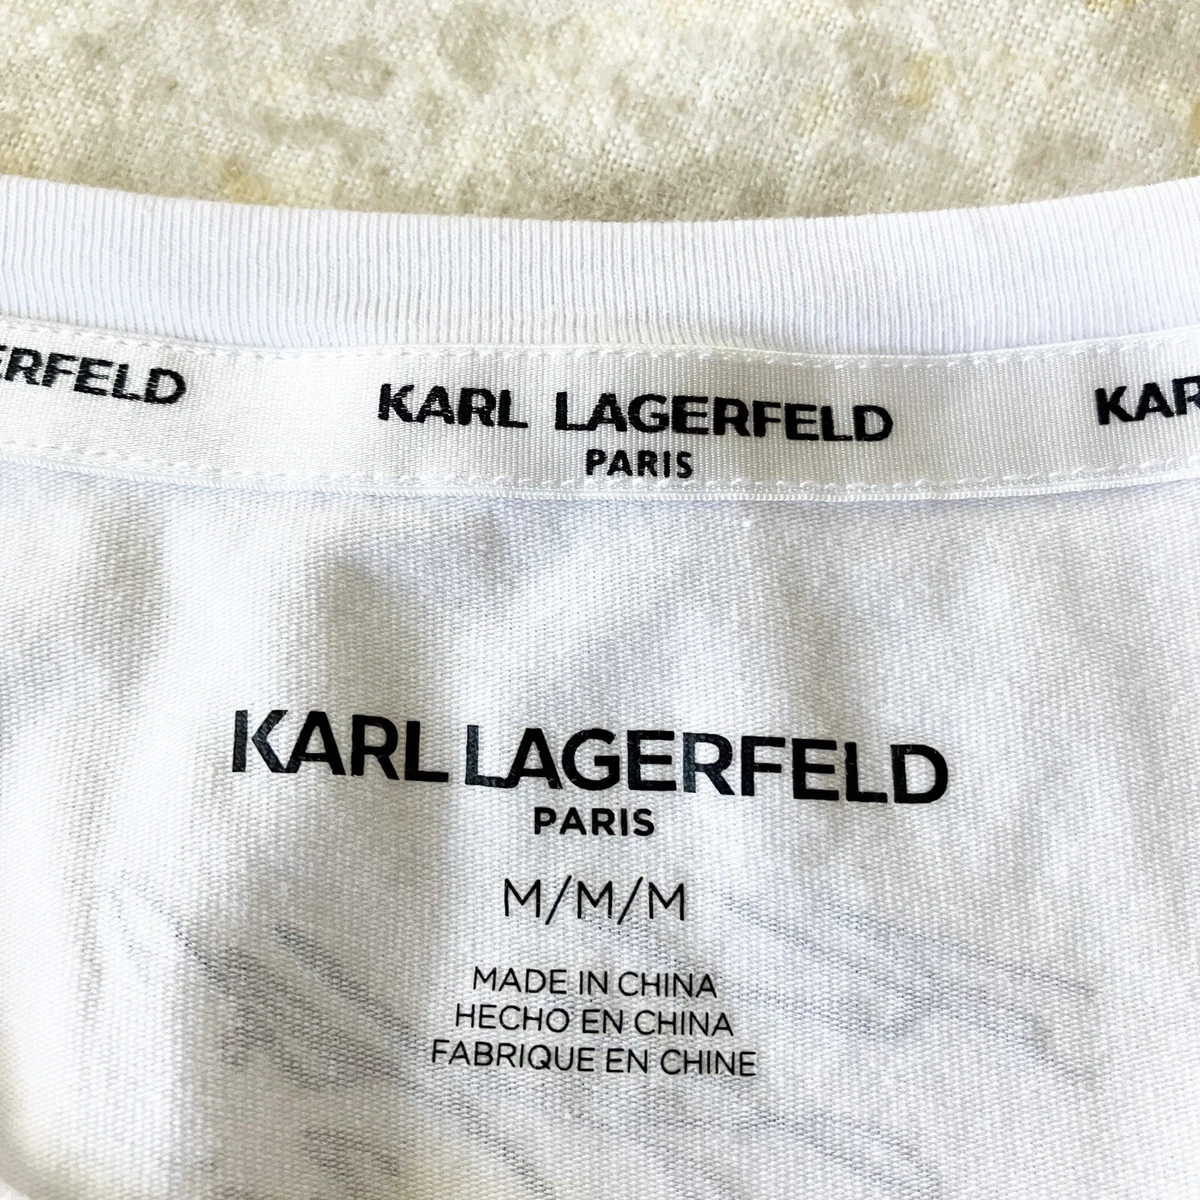 ERFELD KARL LAGERFELD KAR
PARIS
KARL LAGERFELD
PARIS
M/M/M
MADE IN CHINA
HECHO EN CHINA
FABRIQUE EN CHINE